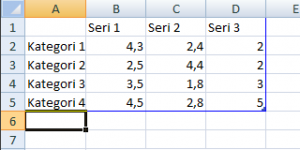 A B C D E
1 Seri 1 Seri 2 Seri 3
2 Kategori 1 4,3 2,4 2
3 Kategori 2 2,5 4,4 2
4 Kategori 3 3,5 1,8 3
5 Kategori 4 4,5 2,8 5
6
7